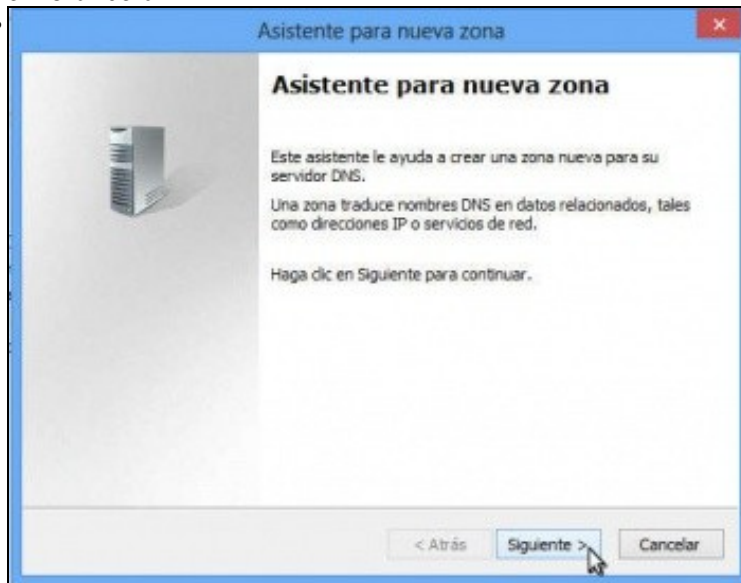 Asistente para nueva zona
Asistente para nueva zona
Este asistente le ayuda a crear una zona nueva para su
servidor DNS.
Una zona traduce nombres DNS en datos relacionados, tales
como direcciones IP o servicios de red.
Haga clic en Siguiente para continuar.
< Atrás Siguiente > Cancelar